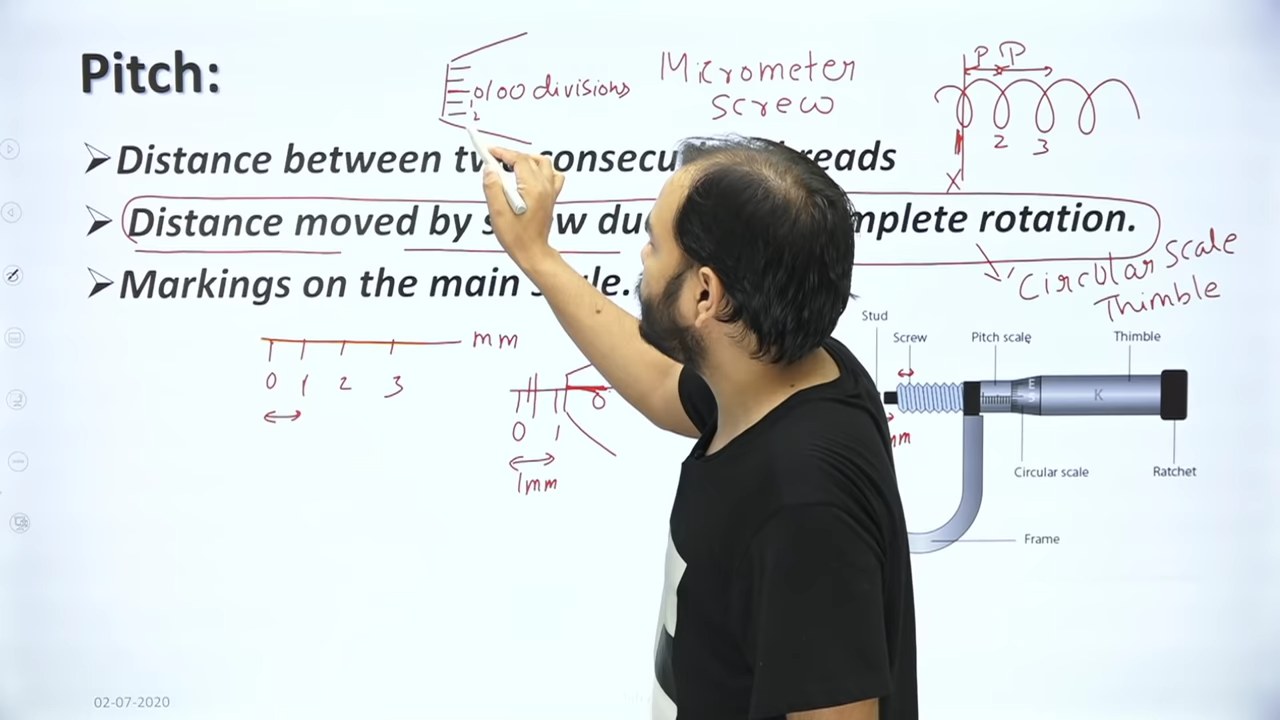 Pitch:
0/100 divisions
1
2
Micrometer
screw
P P
2 3
X
➢Distance between two consecu reads
➢Distance moved by s w du mplete rotation.
➢Markings on the main le.
Circular Scale
Thimble
mm
0 1 2 3
0 1
0
1mm
Stud
Screw
Pitch scale
Thimble
K
mm
Circular scale
Ratchet
Frame
02-07-2020